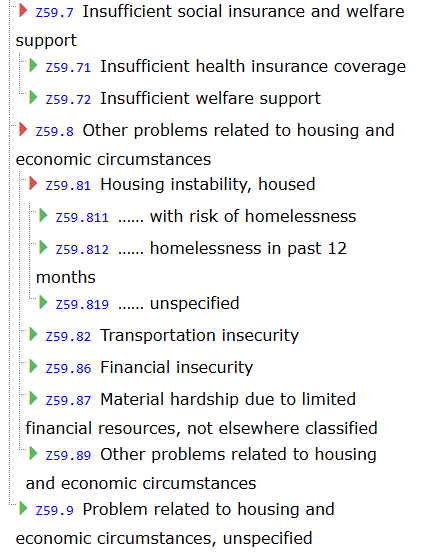 Z59.7 Insufficient social insurance and welfare
support
Z59.71 Insufficient health insurance coverage
Z59.72 Insufficient welfare support
Z59.8 Other problems related to housing and
economic circumstances
Z59.81 Housing instability, housed
Z59.811 ...... with risk of homelessness
Z59.812 ...... homelessness in past 12
months
Z59.819 ...... unspecified
Z59.82 Transportation insecurity
Z59.86 Financial insecurity
Z59.87 Material hardship due to limited
financial resources, not elsewhere classified
Z59.89 Other problems related to housing
and economic circumstances
Z59.9 Problem related to housing and
economic circumstances, unspecified